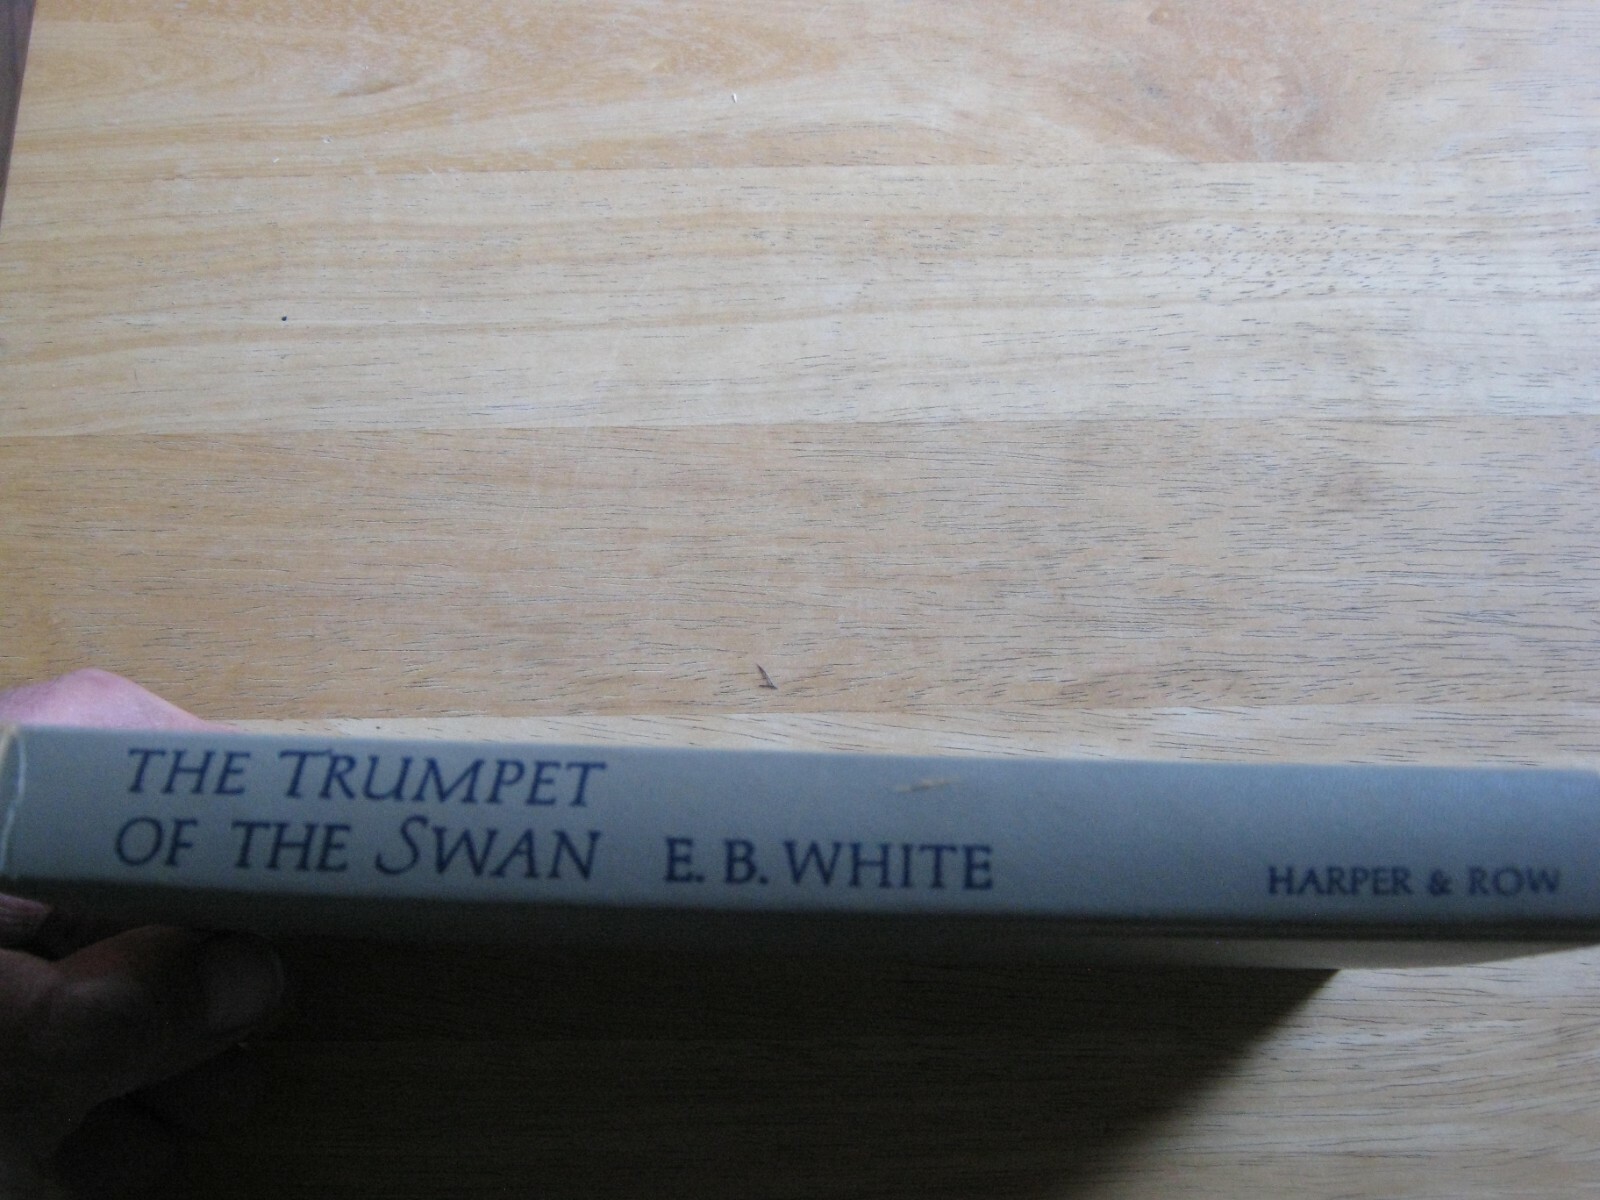 THE TRUMPET
OF THE SWAN E. B. WHITE HARPER & ROW